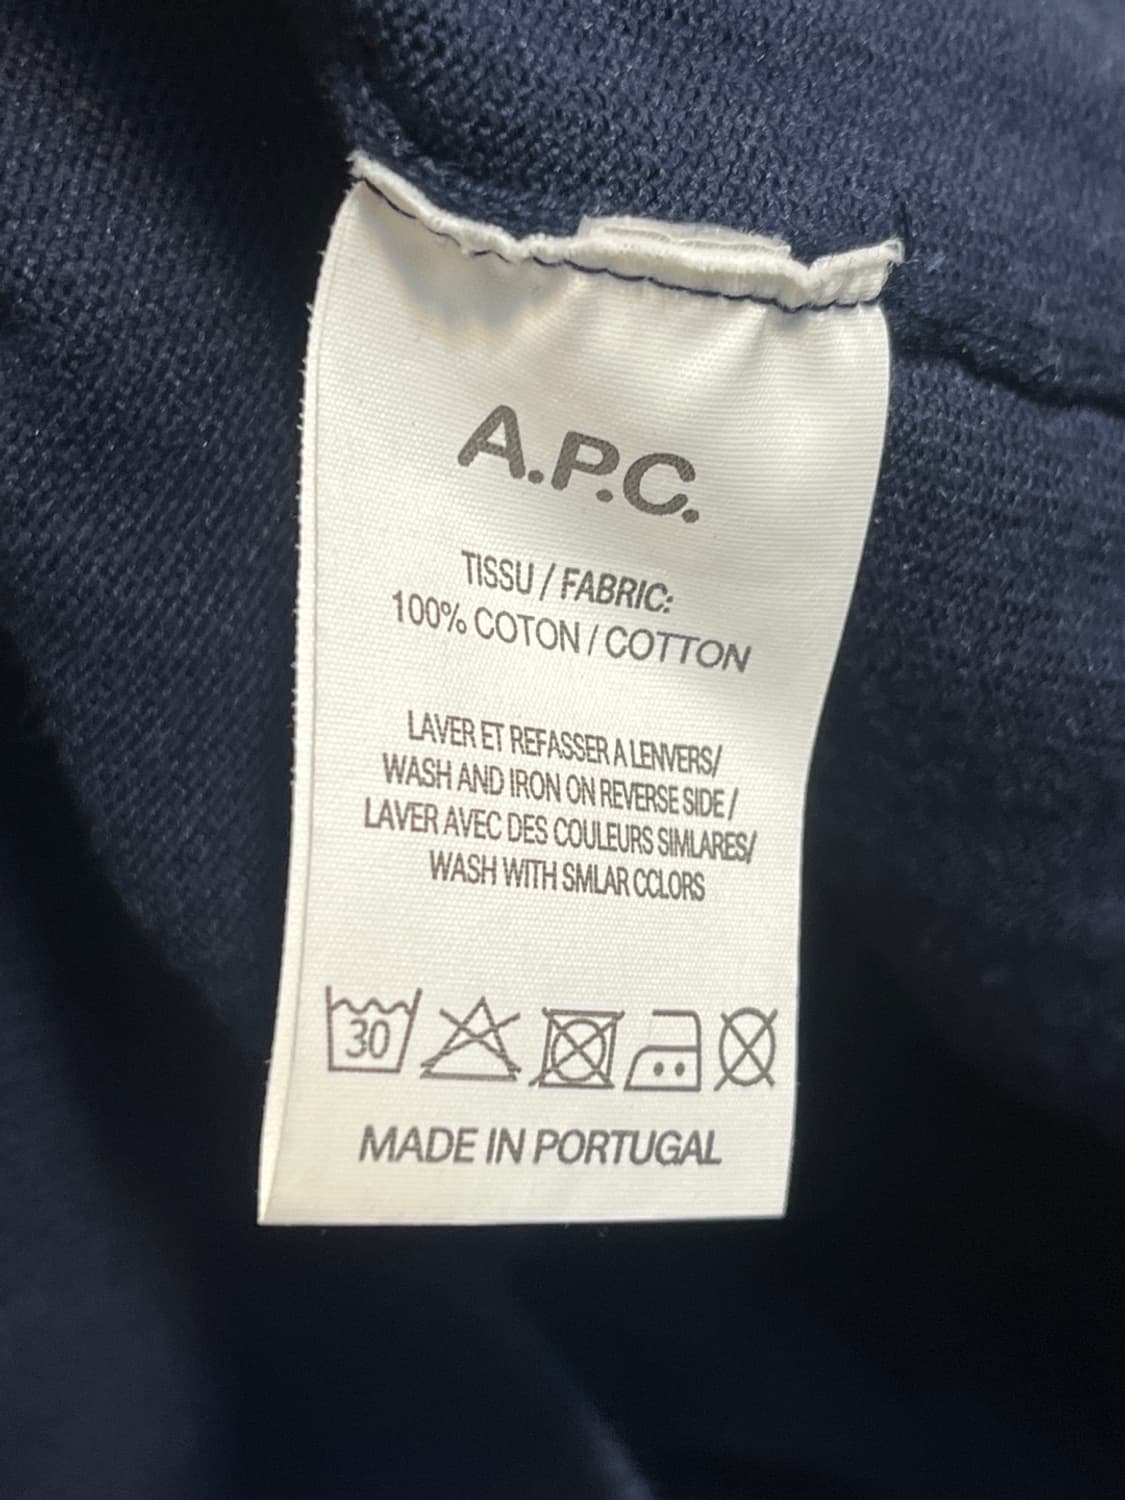 A.P.C.
TISSU / FABRIC:
100% COTON / COTTON
LAVER ET REFASSER A LENVERS/
WASH AND IRON ON REVERSE SIDE /
LAVER AVEC DES COULEURS SIMLARES/
WASH WITH SMLAR CCLORS
30
MADE IN PORTUGAL